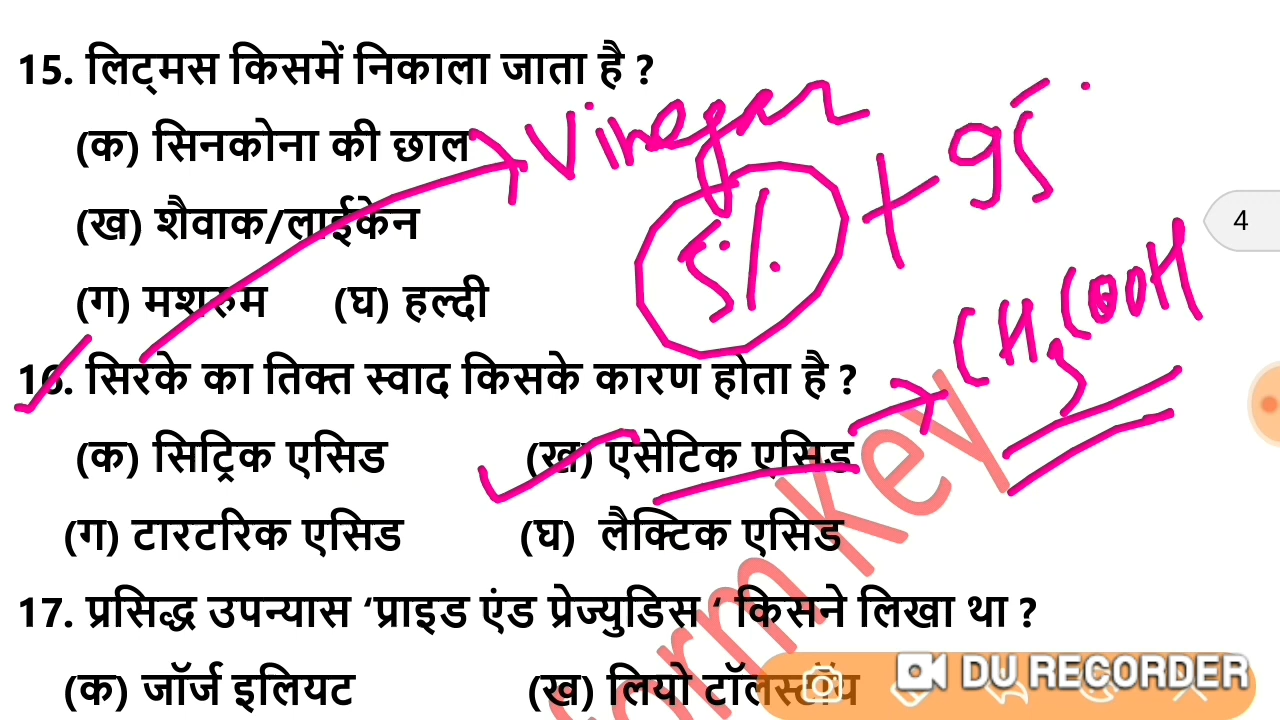 15. लिट्मस किसमें निकाला जाता है ?
(क) सिनकोना की छाल
Vinegar
(ख) शैवाक/लाईकेन
5% + 95
4
(ग) मशरुम (घ) हल्दी
CH3COOH
16. सिरके का तिक्त स्वाद किसके कारण होता है ?
(क) सिट्रिक एसिड (ख) एसेटिक एसिड
(ग) टारटरिक एसिड (घ) लैक्टिक एसिड
17. प्रसिद्ध उपन्यास ‘प्राइड एंड प्रेज्युडिस ‘ किसने लिखा था ?
(क) जॉर्ज इलियट (ख) लियो टॉलस्टॉय
Key
DU RECORDER